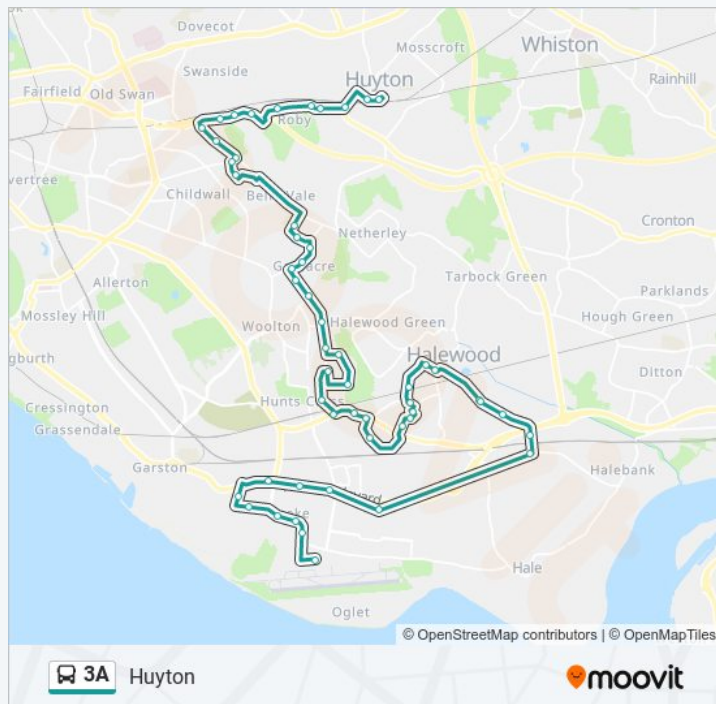 Dovecot
Mosscroft
Whiston
Swanside
Huyton
Rainhill
Fairfield
Old Swan
Roby
vertree
Childwall
Belle Vale
Cronton
Netherley
Allerton
Gateacre
Tarbock Green
Parklands
Mossley Hill
Woolton
Halewood Green
Hough Green
gburth
Halewood
Ditton
Cressington
Hunts Cross
Grassendale
Garston
Halebank
Hale
Oglet
© OpenStreetMap contributors | © OpenMapTiles
3A Huyton
moovit